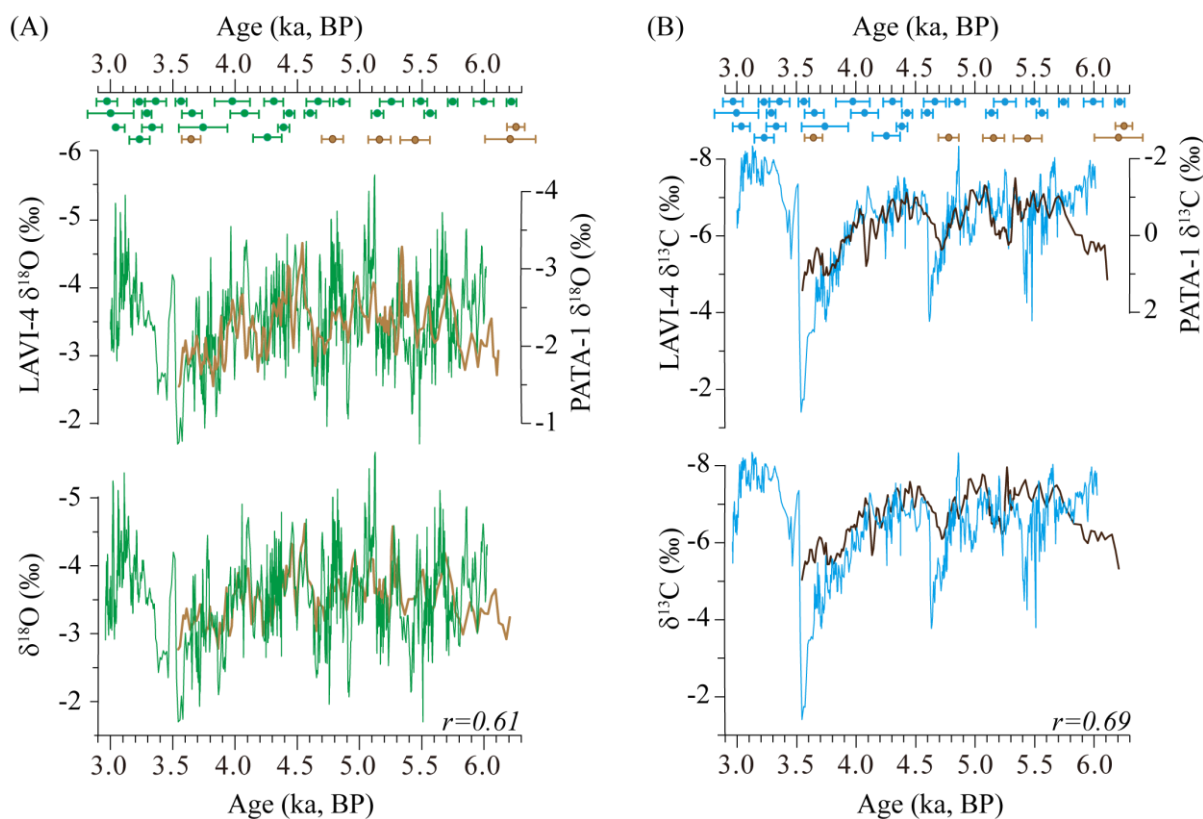 (A)
Age (ka, BP)
3.0 3.5 4.0 4.5 5.0 5.5 6.0
-6
-5
-4
-3
-2
LAVI-4 δ¹⁸O (‰)
-4
-3
-2
-1
PATA-1 δ¹⁸O (‰)
-5
-4
-3
-2
δ¹⁸O (‰)
r=0.61
3.0 3.5 4.0 4.5 5.0 5.5 6.0
Age (ka, BP)
(B)
Age (ka, BP)
3.0 3.5 4.0 4.5 5.0 5.5 6.0
-8
-6
-4
-2
LAVI-4 δ¹³C (‰)
-2
0
2
PATA-1 δ¹³C (‰)
-8
-6
-4
-2
δ¹³C (‰)
r=0.69
3.0 3.5 4.0 4.5 5.0 5.5 6.0
Age (ka, BP)